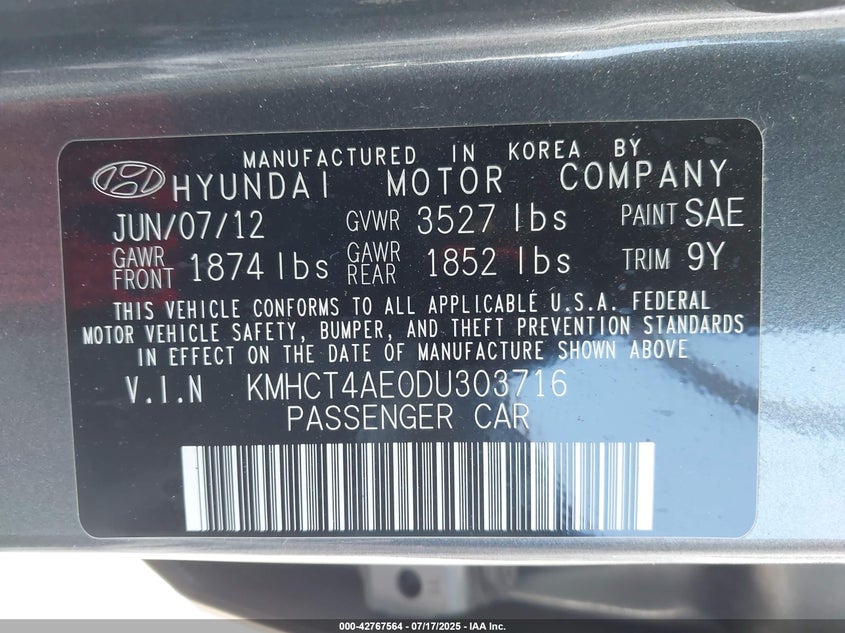 MANUFACTURED IN KOREA BY
HYUNDAI MOTOR COMPANY
JUN/07/12 GVWR 3527 lbs PAINT SAE
GAWR FRONT 1874 lbs GAWR REAR 1852 lbs TRIM 9Y
THIS VEHICLE CONFORMS TO ALL APPLICABLE U.S.A. FEDERAL
MOTOR VEHICLE SAFETY, BUMPER, AND THEFT PREVENTION STANDARDS
IN EFFECT ON THE DATE OF MANUFACTURE SHOWN ABOVE
V.I.N KMHCT4AE0DU303716
PASSENGER CAR
000-42767564 - 07/17/2025 - IAA Inc.